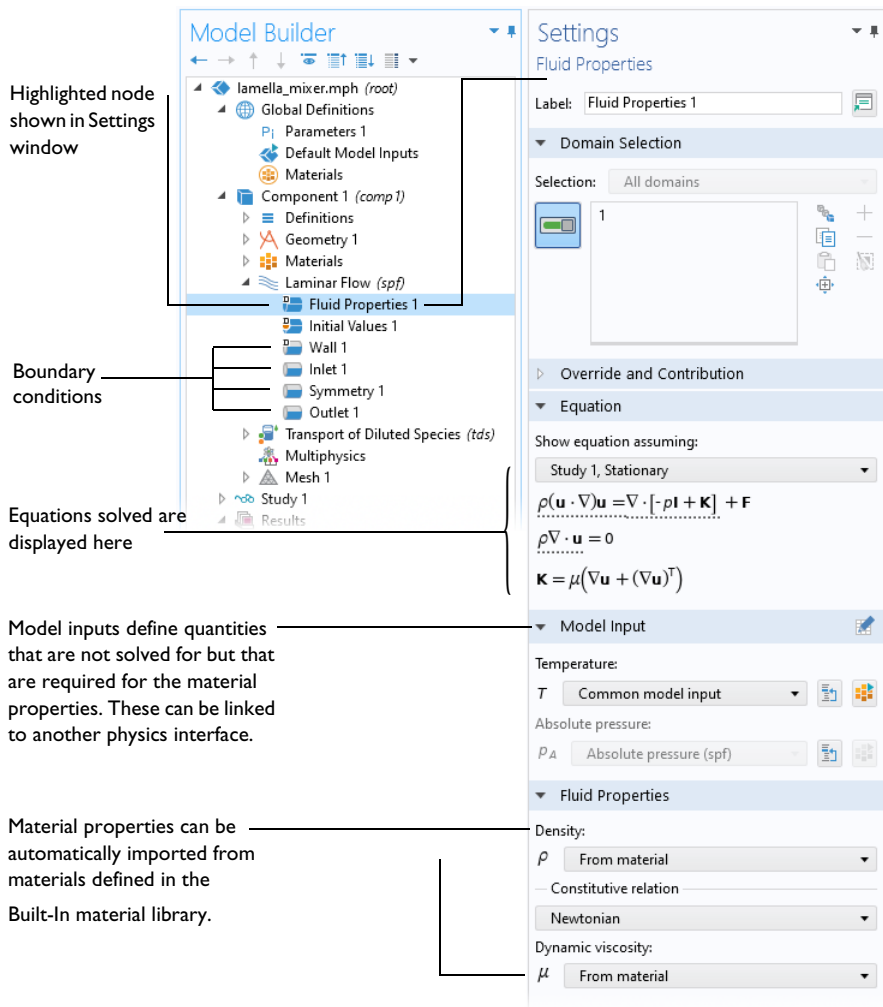 Model Builder
Highlighted node
shown in Settings
window
lamella_mixer.mph (root)
Global Definitions
Pi Parameters 1
Default Model Inputs
Materials
Component 1 (comp1)
Definitions
Geometry 1
Materials
Laminar Flow (spf)
Fluid Properties 1
Initial Values 1
Wall 1
Inlet 1
Symmetry 1
Outlet 1
Boundary
conditions
Transport of Diluted Species (tds)
Multiphysics
Mesh 1
Study 1
Results
Equations solved are
displayed here
Model inputs define quantities
that are not solved for but that
are required for the material
properties. These can be linked
to another physics interface.
Material properties can be
automatically imported from
materials defined in the
Built-In material library.
Settings
Fluid Properties
Label: Fluid Properties 1
Domain Selection
Selection: All domains
1
Override and Contribution
Equation
Show equation assuming:
Study 1, Stationary
ρ(u · ∇)u = ∇ · [-pI + K] + F
ρ∇ · u = 0
K = μ(∇u + (∇u)ᵀ)
Model Input
Temperature:
T Common model input
Absolute pressure:
pA Absolute pressure (spf)
Fluid Properties
Density:
ρ From material
Constitutive relation
Newtonian
Dynamic viscosity:
μ From material